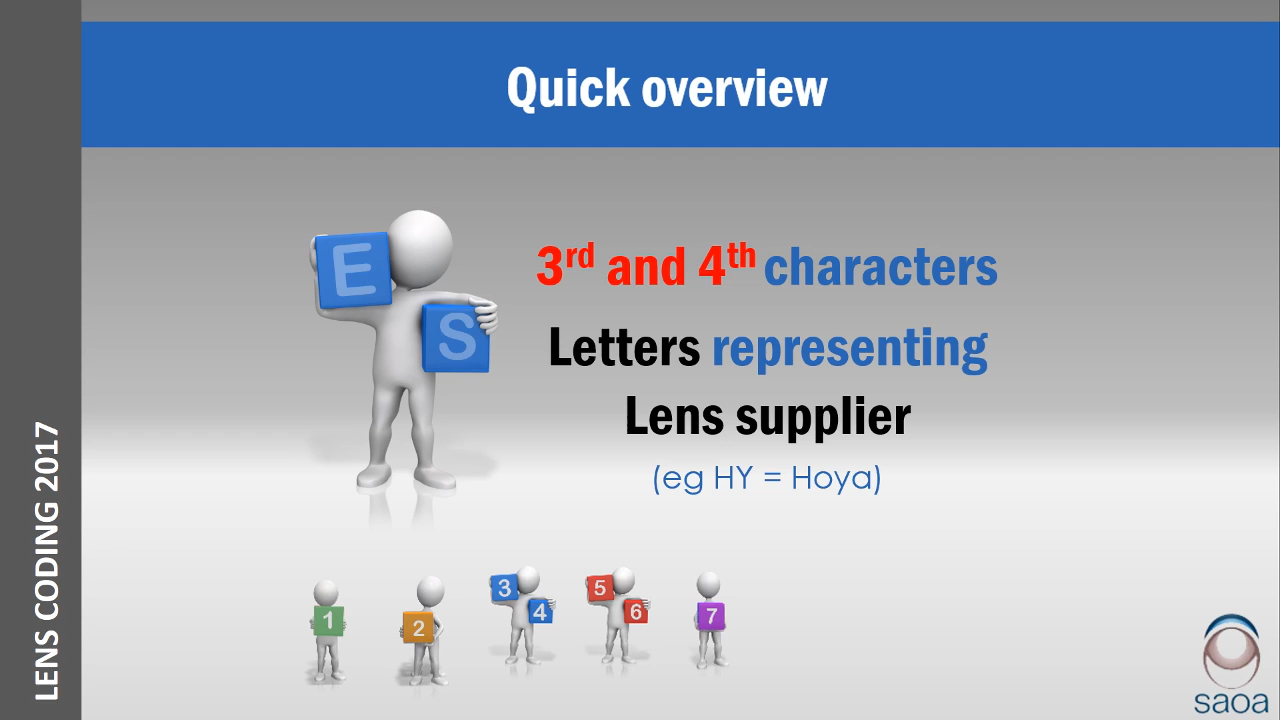 Quick overview
E
S
3rd and 4th characters
Letters representing
Lens supplier
(eg HY = Hoya)
1
2
3
4
5
6
7
LENS CODING 2017
saoa